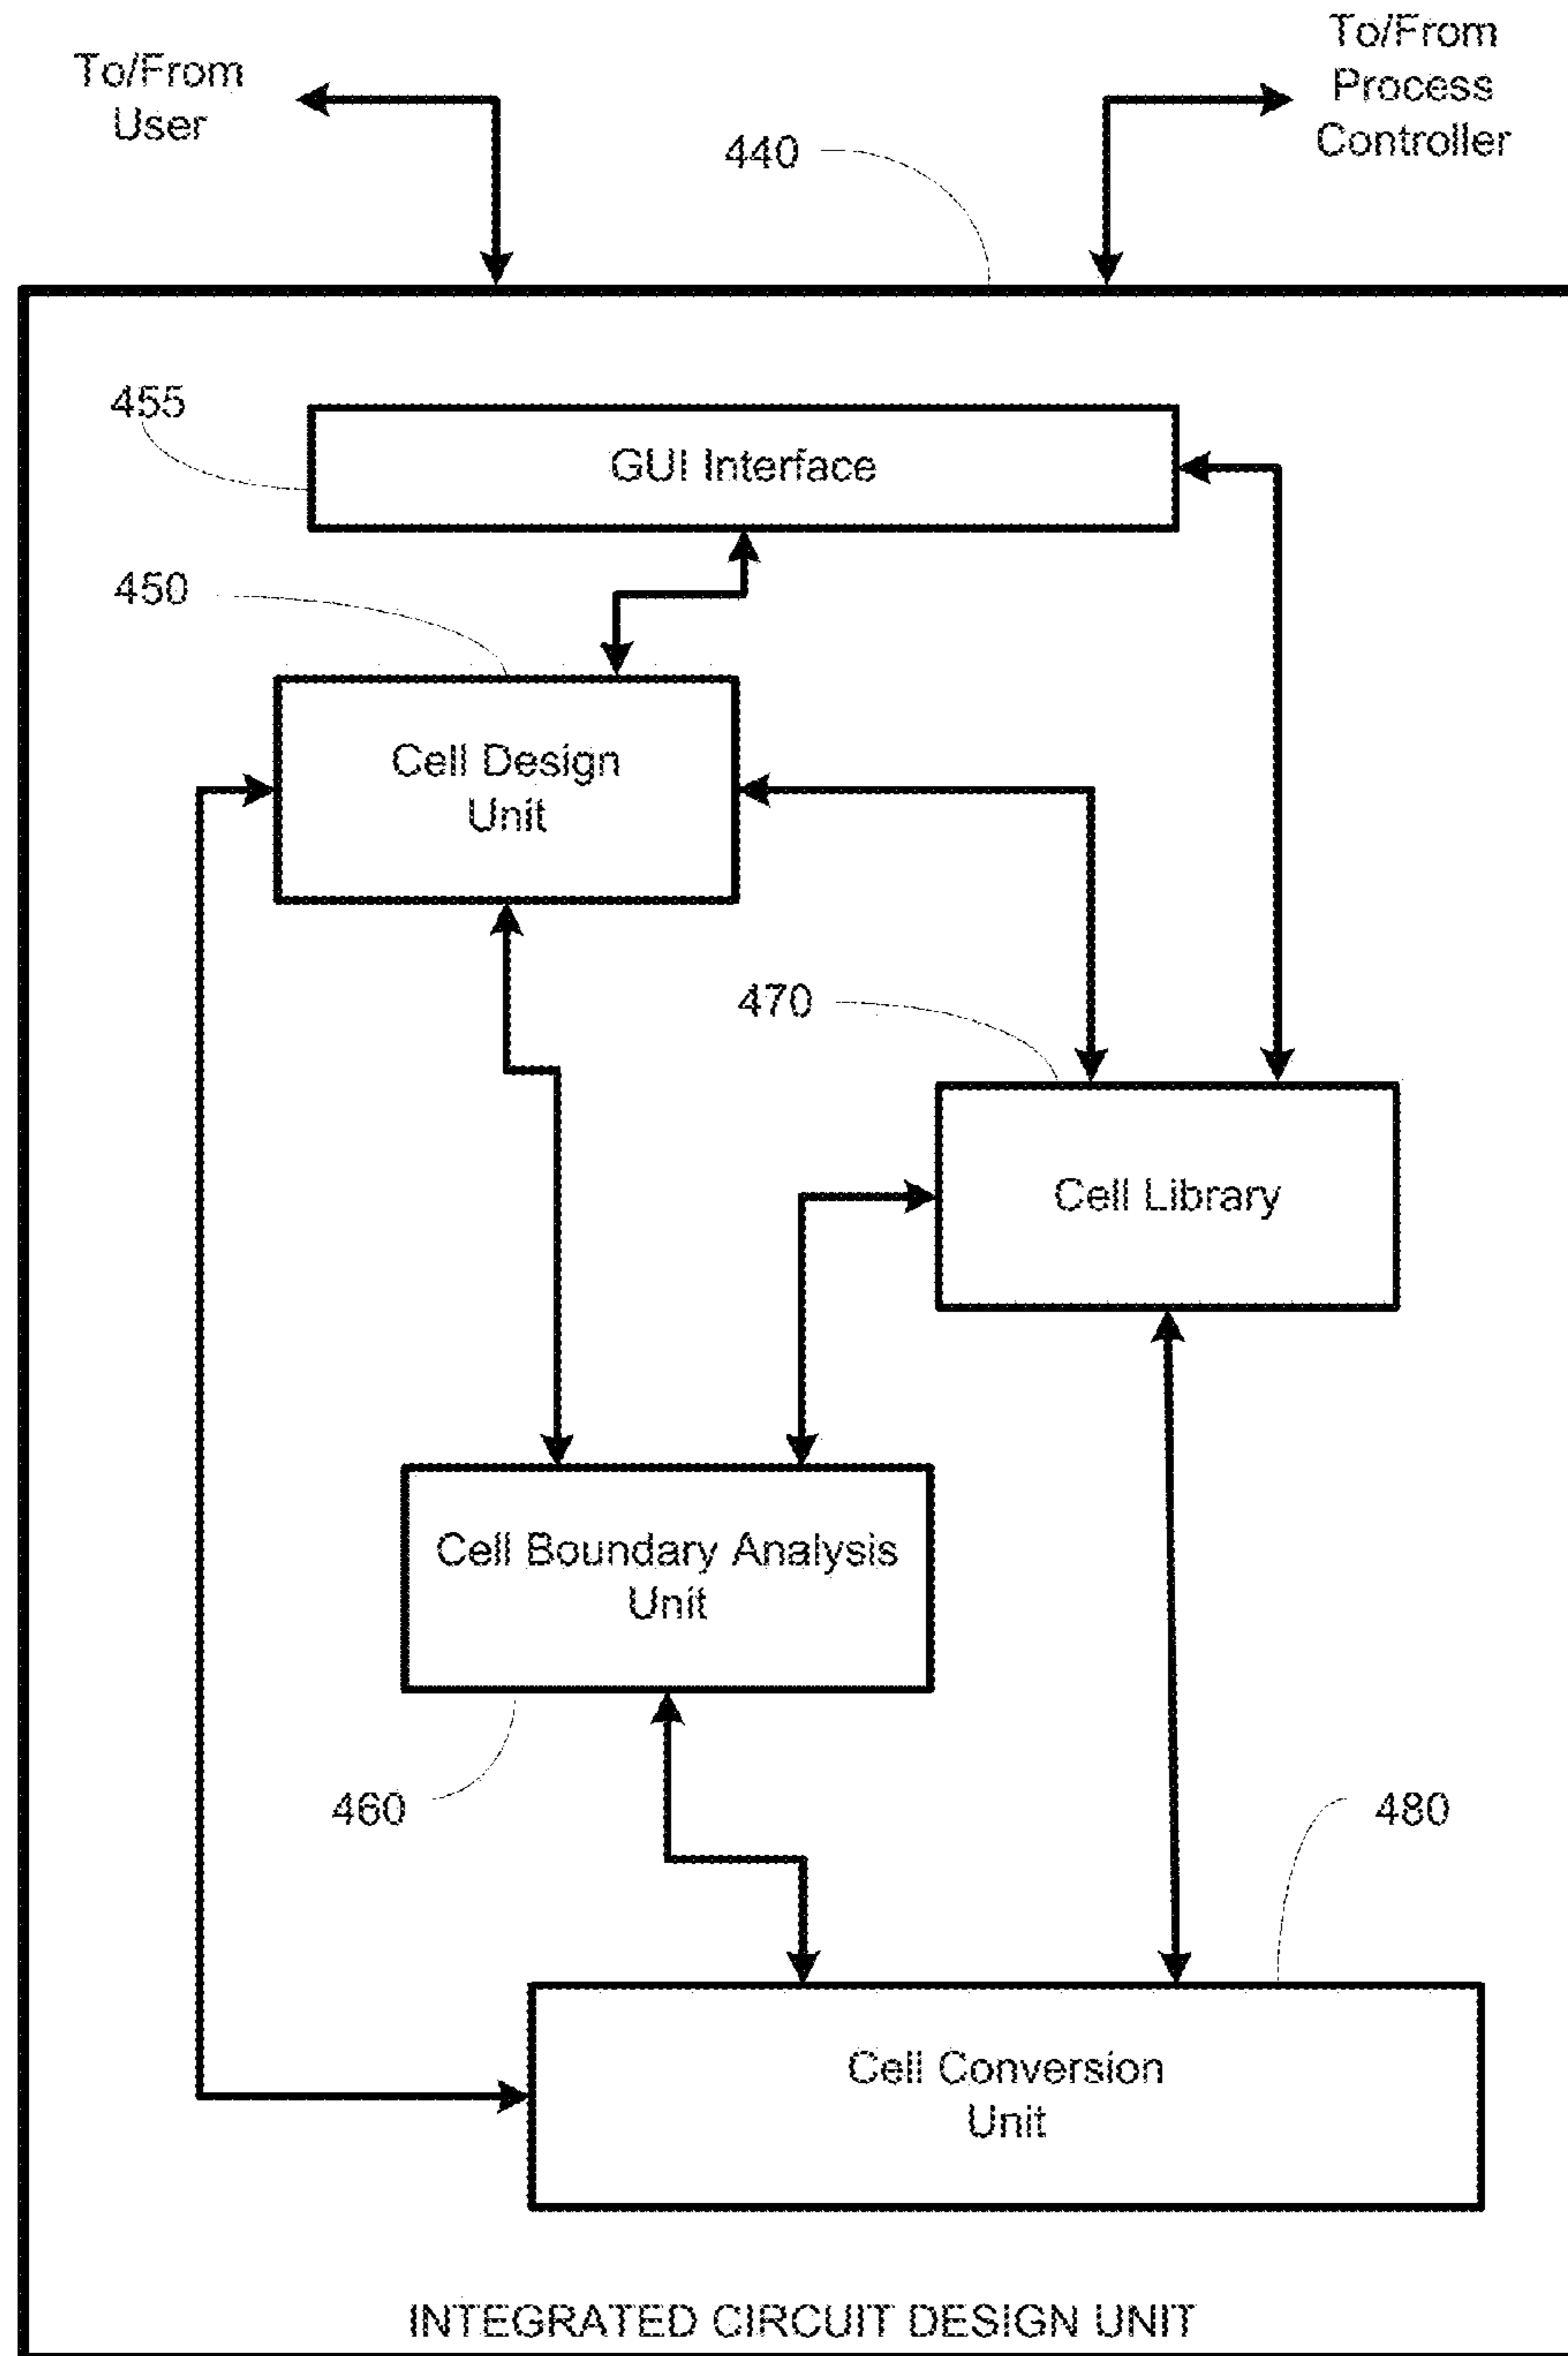 To/From
User
To/From
Process
Controller
440
455
GUI Interface
450
Cell Design
Unit
470
Cell Library
Cell Boundary Analysis
Unit
460
480
Cell Conversion
Unit
INTEGRATED CIRCUIT DESIGN UNIT